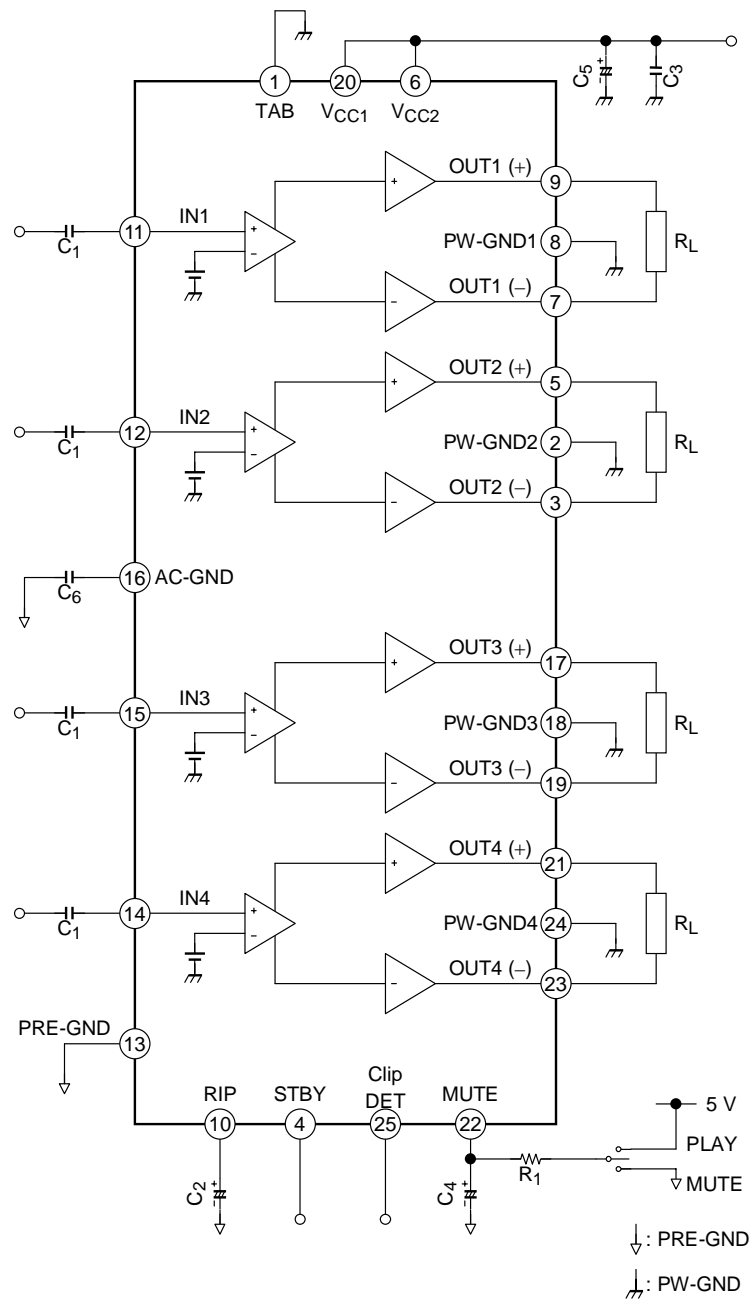 1 20 6
TAB VCC1 VCC2
C5 + - C3
OUT1 (+) 9
IN1 11 C1
+ -
PW-GND1 8
RL
OUT1 (−) 7
OUT2 (+) 5
IN2 12 C1
+ -
PW-GND2 2
RL
OUT2 (−) 3
16 AC-GND
C6
OUT3 (+) 17
IN3 15 C1
+ -
PW-GND3 18
RL
OUT3 (−) 19
OUT4 (+) 21
IN4 14 C1
+ -
PW-GND4 24
RL
OUT4 (−) 23
PRE-GND
13
RIP STBY Clip DET MUTE
10 4 25 22
5 V
PLAY
R1
MUTE
C2 + - C4 + -
: PRE-GND
: PW-GND